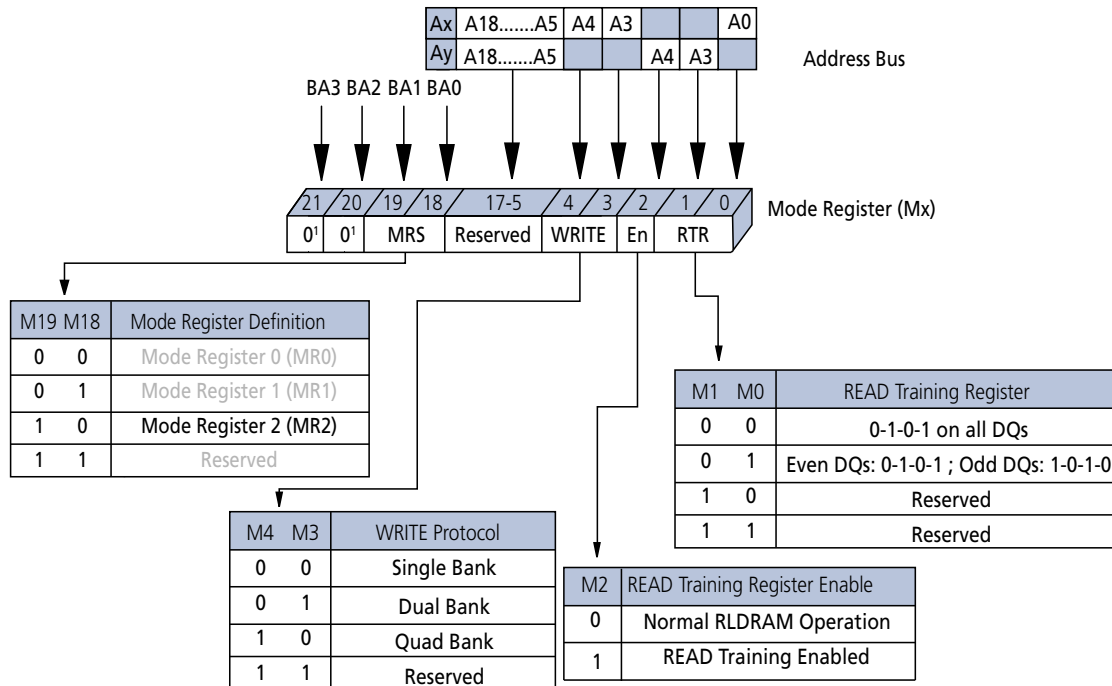 Ax A18.......A5 A4 A3 A0
Ay A18.......A5 A4 A3
Address Bus
BA3 BA2 BA1 BA0
21 20 19 18 17-5 4 3 2 1 0
Mode Register (Mx)
0¹ 0¹ MRS Reserved WRITE En RTR
M19 M18 Mode Register Definition
0 0 Mode Register 0 (MR0)
0 1 Mode Register 1 (MR1)
1 0 Mode Register 2 (MR2)
1 1 Reserved
M1 M0 READ Training Register
0 0 0-1-0-1 on all DQs
0 1 Even DQs: 0-1-0-1 ; Odd DQs: 1-0-1-0
1 0 Reserved
1 1 Reserved
M4 M3 WRITE Protocol
0 0 Single Bank
0 1 Dual Bank
1 0 Quad Bank
1 1 Reserved
M2 READ Training Register Enable
0 Normal RLDRAM Operation
1 READ Training Enabled